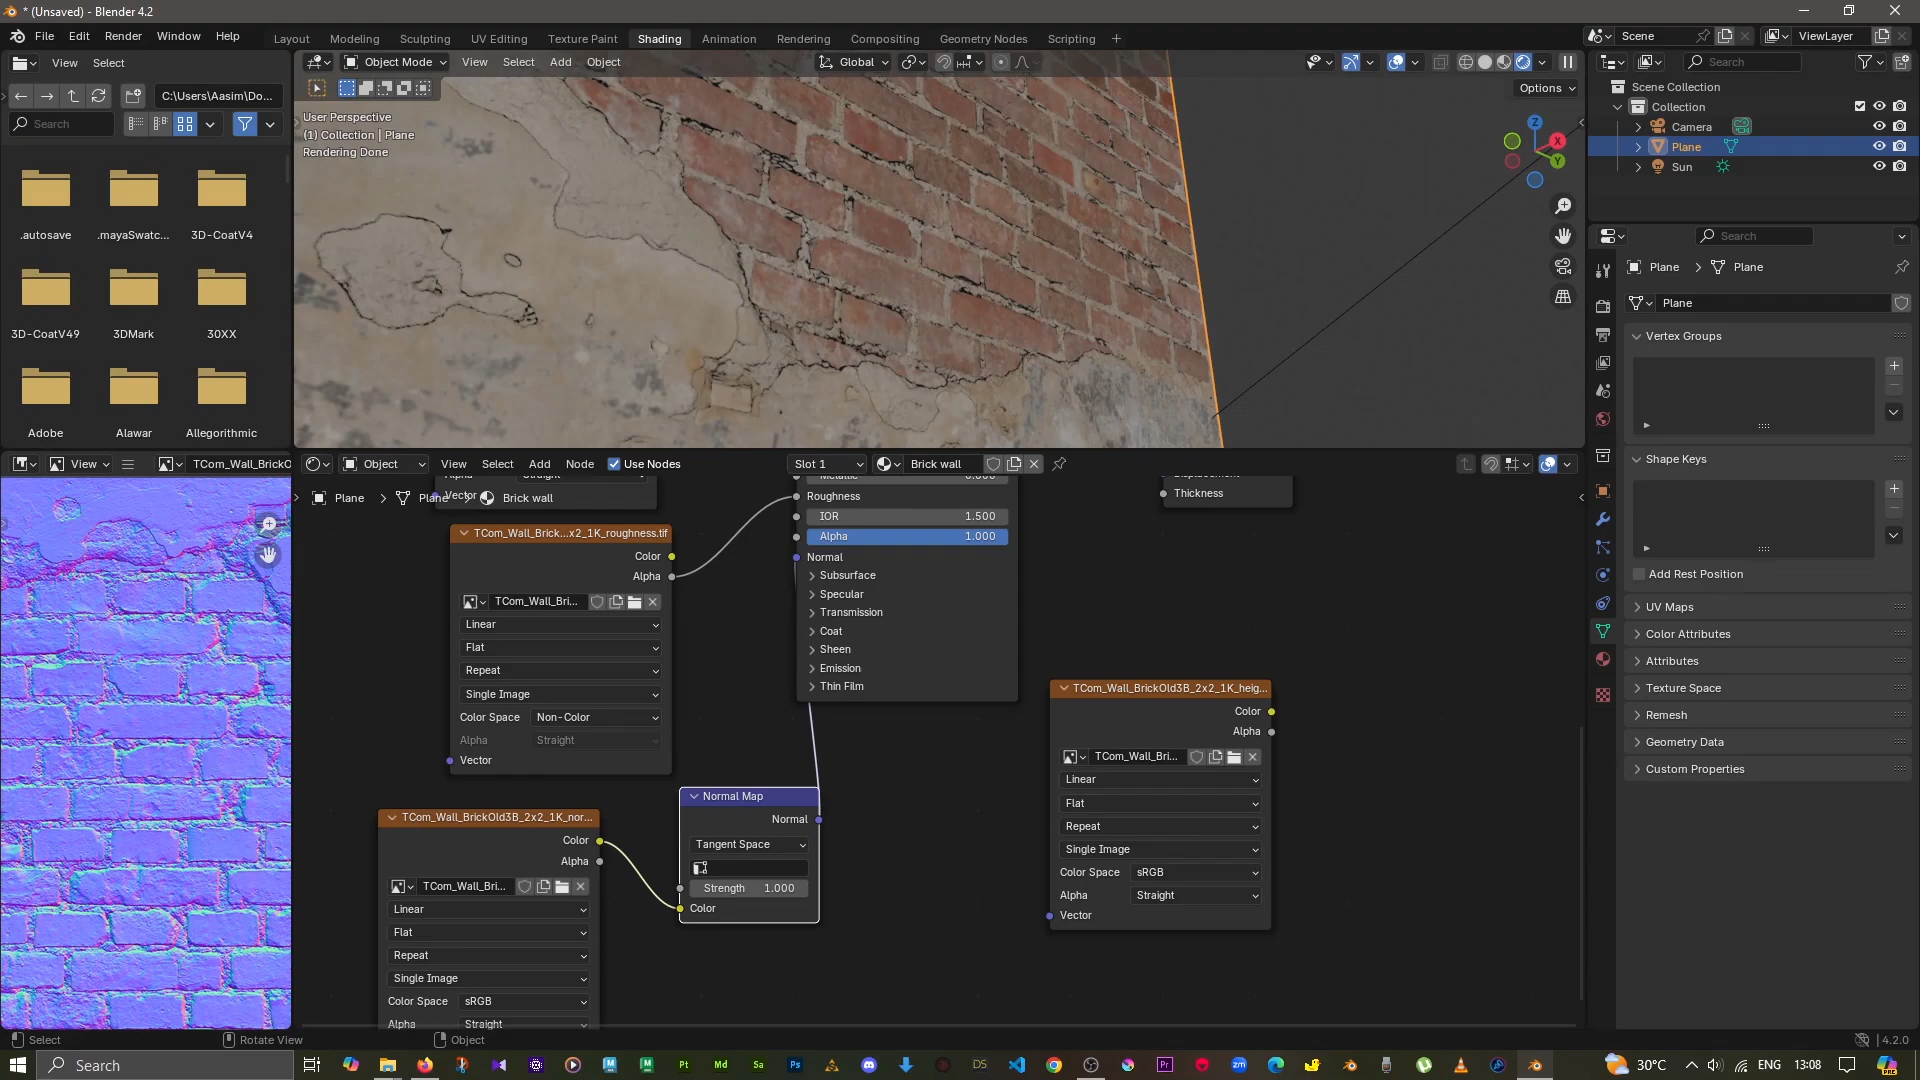 * (Unsaved) - Blender 4.2
File Edit Render Window Help
Layout Modeling Sculpting UV Editing Texture Paint Shading Animation Rendering Compositing Geometry Nodes Scripting +
Scene
ViewLayer
View Select
C:\Users\Aasim\Do...
Search
.autosave
.mayaSwatc...
3D-CoatV4
3D-CoatV49
3DMark
30XX
Adobe
Alawar
Allegorithmic
Object Mode View Select Add Object
Global
Options
User Perspective
(1) Collection | Plane
Rendering Done
Z
X
Y
Search
Scene Collection
Collection
Camera
Plane
Sun
Search
Plane > Plane
Plane
Vertex Groups
Shape Keys
Add Rest Position
UV Maps
Color Attributes
Attributes
Texture Space
Remesh
Geometry Data
Custom Properties
View
TCom_Wall_BrickO
Object View Select Add Node Use Nodes
Slot 1
Brick wall
Plane > Plane
Brick wall
Vector
Thickness
TCom_Wall_Brick...x2_1K_roughness.tif
Color
Alpha
TCom_Wall_Bri...
Linear
Flat
Repeat
Single Image
Color Space Non-Color
Alpha Straight
Vector
Roughness
IOR 1.500
Alpha 1.000
Normal
Subsurface
Specular
Transmission
Coat
Sheen
Emission
Thin Film
TCom_Wall_BrickOld3B_2x2_1K_nor...
Color
Alpha
TCom_Wall_Bri...
Linear
Flat
Repeat
Single Image
Color Space sRGB
Alpha Straight
Normal Map
Normal
Tangent Space
Strength 1.000
Color
TCom_Wall_BrickOld3B_2x2_1K_heig...
Color
Alpha
TCom_Wall_Bri...
Linear
Flat
Repeat
Single Image
Color Space sRGB
Alpha Straight
Vector
Select
Rotate View
Object
4.2.0
Search
Pt
Md
Sa
Ps
DS
Pr
zm
30°C
ENG
13:08